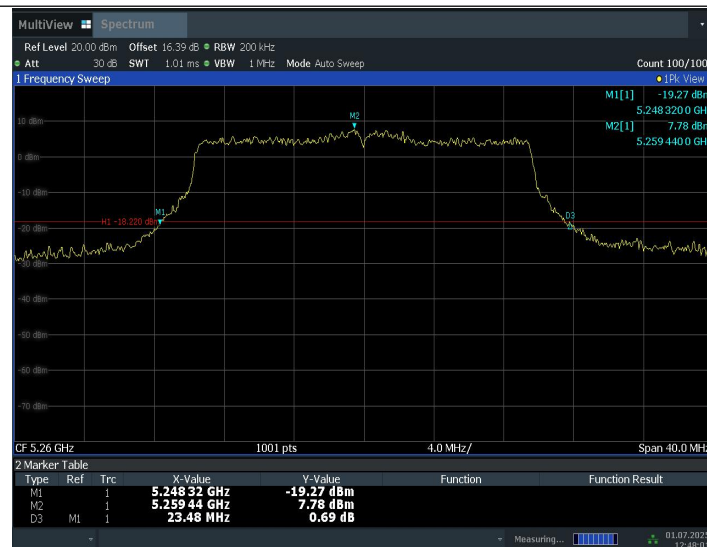 MultiView Spectrum
Ref Level 20.00 dBm Offset 16.39 dB RBW 200 kHz
Att 30 dB SWT 1.01 ms VBW 1 MHz Mode Auto Sweep Count 100/100
1 Frequency Sweep 1Pk View
M1[1] -19.27 dBm
5.248 320 0 GH
M2[1] 7.78 dBm
5.259 440 0 GH
M2
10 dBm
0 dBm
-10 dBm
M1
H1 -18.220 dBm
D3
-20 dBm
-30 dBm
-40 dBm
-50 dBm
-60 dBm
-70 dBm
CF 5.26 GHz 1001 pts 4.0 MHz/ Span 40.0 MHz
2 Marker Table
Type Ref Trc X-Value Y-Value Function Function Result
M1 1 5.248 32 GHz -19.27 dBm
M2 1 5.259 44 GHz 7.78 dBm
D3 M1 1 23.48 MHz 0.69 dB
Measuring... 01.07.202
12:48:0